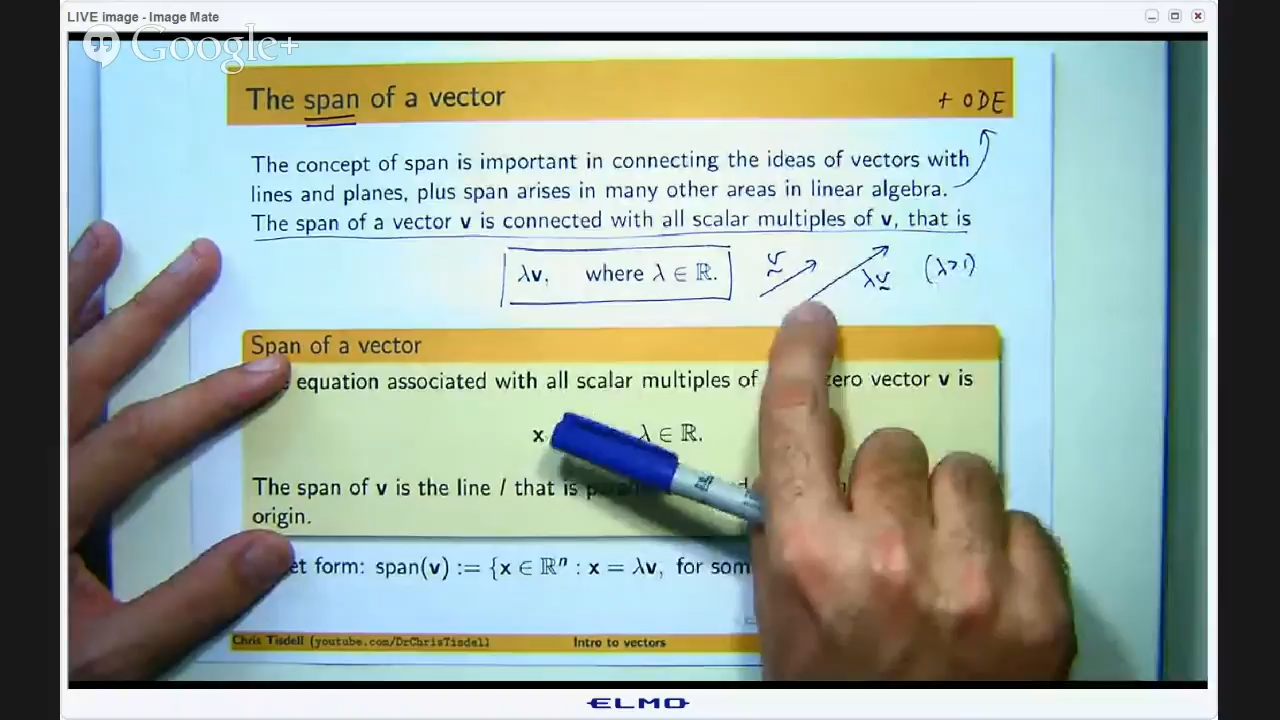 LIVE image - Image Mate
Google+
The span of a vector
+ ODE
The concept of span is important in connecting the ideas of vectors with
lines and planes, plus span arises in many other areas in linear algebra.
The span of a vector v is connected with all scalar multiples of v, that is
λv, where λ ∈ ℝ.
v
λv
(λ>1)
Span of a vector
equation associated with all scalar multiples of zero vector v is
x λ ∈ ℝ.
The span of v is the line l that is
origin.
et form: span(v) := {x ∈ ℝⁿ : x = λv, for som
Chris Tisdell (youtube.com/DrChrisTisdell
Intro to vectors
ELMO